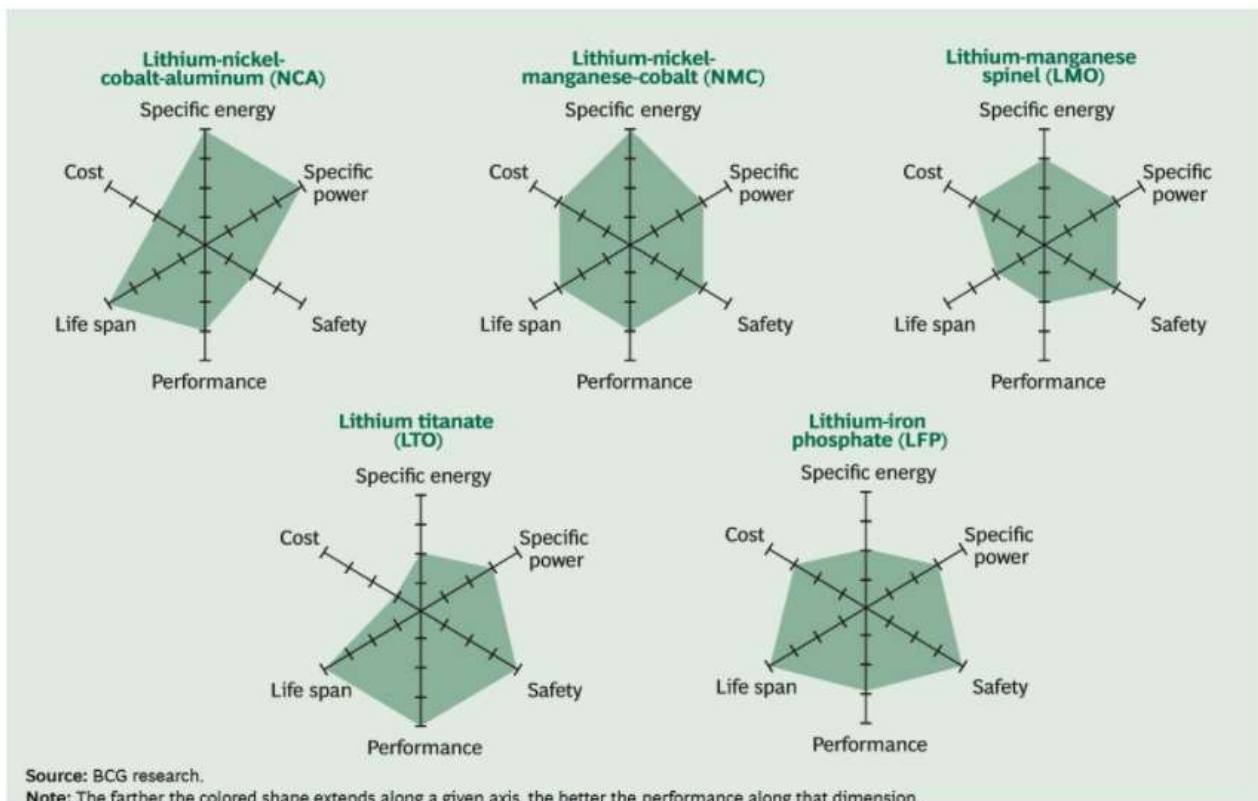 Lithium-nickel-
cobalt-aluminum (NCA)
Specific energy
Cost
Specific
power
Life span
Safety
Performance
Lithium-nickel-
manganese-cobalt (NMC)
Specific energy
Cost
Specific
power
Life span
Safety
Performance
Lithium-manganese
spinel (LMO)
Specific energy
Cost
Specific
power
Life span
Safety
Performance
Lithium titanate
(LTO)
Specific energy
Cost
Specific
power
Life span
Safety
Performance
Lithium-iron
phosphate (LFP)
Specific energy
Cost
Specific
power
Life span
Safety
Performance
Source: BCG research.
Note: The farther the colored shape extends along a given axis, the better the performance along that dimension.